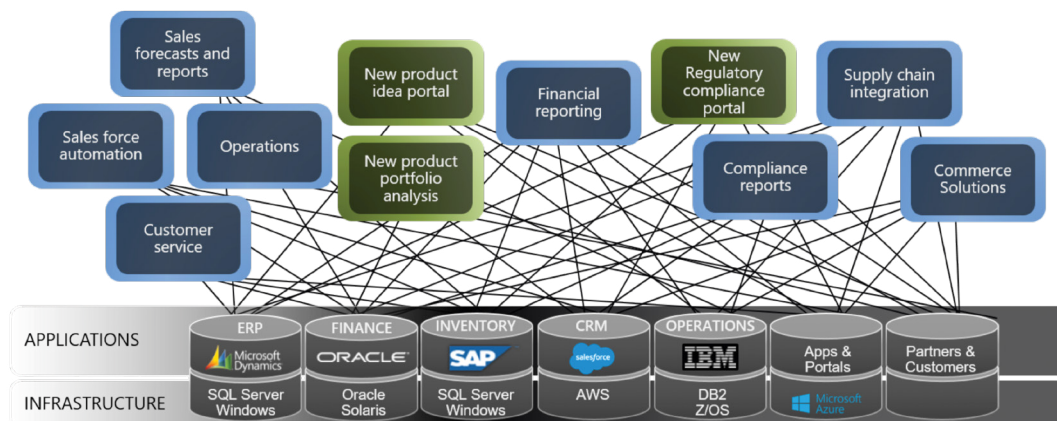 Sales
forecasts and
reports
New product
idea portal
Financial
reporting
New
Regulatory
compliance
portal
Supply chain
integration
Sales force
automation
Operations
New product
portfolio
analysis
Compliance
reports
Commerce
Solutions
Customer
service
APPLICATIONS
ERP
FINANCE
INVENTORY
CRM
OPERATIONS
Microsoft
Dynamics
ORACLE
SAP
salesforce
IBM
Apps &
Portals
Partners &
Customers
INFRASTRUCTURE
SQL Server
Windows
Oracle
Solaris
SQL Server
Windows
AWS
DB2
Z/OS
Microsoft
Azure